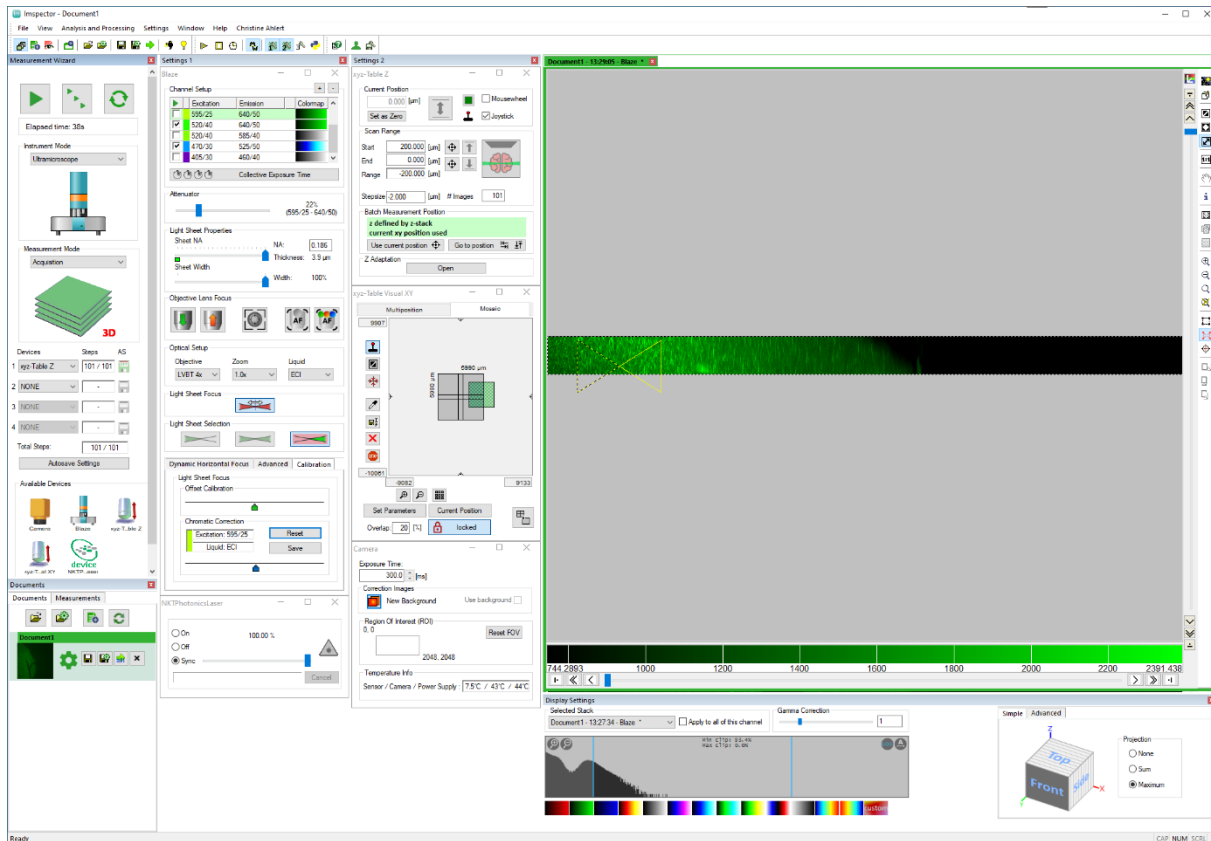 Imspector - Document1
File View Analysis and Processing Settings Window Help Christine Ahlert
Measurement Wizard
Elapsed time: 38s
Instrument Mode
Ultramicroscope
Measurement Mode
Acquisition
3D
Devices Steps AS
1 xyz-Table Z 101 / 101
2 NONE -
3 NONE -
4 NONE -
Total Steps: 101 / 101
Autosave Settings
Available Devices
Camera Blaze xyz-T...ble Z
device
xyz-T...al XY NKTP...aser
Documents
Documents Measurements
Document1
Settings 1
Blaze
Channel Setup + -
Excitation Emission Colormap
595/25 640/50
520/40 640/50
520/40 585/40
470/30 525/50
405/30 460/40
Collective Exposure Time
Attenuator
22%
(595/25 - 640/50)
Light Sheet Properties
Sheet NA NA: 0.186
Thickness: 3.9 µm
Sheet Width
Width: 100%
Objective Lens Focus
AF AF
Optical Setup
Objective Zoom Liquid
LVBT 4x 1.0x ECI
Light Sheet Focus
Light Sheet Selection
Dynamic Horizontal Focus Advanced Calibration
Light Sheet Focus
Offset Calibration
Chromatic Correction
Excitation: 595/25 Reset
Liquid: ECI Save
NKTPhotonicsLaser
On 100.00 %
Off
Sync
Cancel
Settings 2
xyz-Table Z
Current Position
0.000 [µm] Mousewheel
Set as Zero Joystick
Scan Range
Start 200.000 [µm]
End 0.000 [µm]
Range -200.000 [µm]
Stepsize -2.000 [µm] # Images 101
Batch Measurement Position
z defined by z-stack
current xy position used
Use current position Go to position
Z Adaptation
Open
xyz-Table Visual XY
Multiposition Mosaic
9907
5990 µm
5990 µm
-10061
-9082 9133
Set Parameters Current Position
Overlap: 20 [%] locked
Camera
Exposure Time:
300.0 [ms]
Correction Images
New Background Use background
Region Of Interest (ROI)
0, 0 Reset FOV
2048, 2048
Temperature Info
Sensor / Camera / Power Supply : 7.5°C / 43°C / 44°C
Document1 - 13:29:05 - Blaze *
744.2893 1000 1200 1400 1600 1800 2000 2200 2391.438
Display Settings
Selected Stack Gamma Correction
Document1 - 13:27:34 - Blaze * Apply to all of this channel 1
Max Clip: 0.0%
custom
Simple Advanced
Z
Top
Front Side
X
Projection
None
Sum
Maximum
Ready CAP NUM SCRL